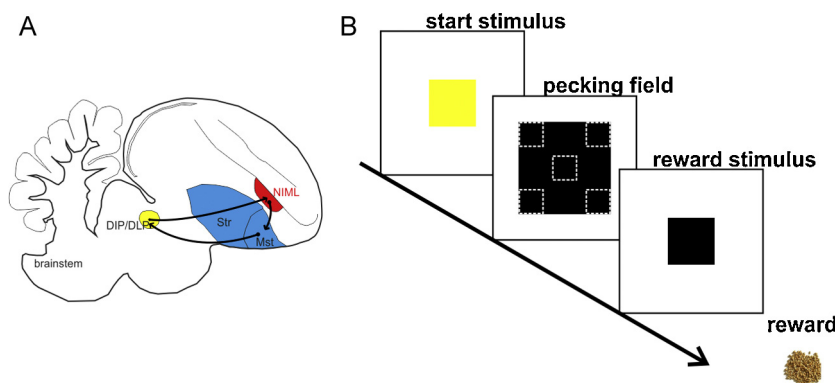 A
NIML
DIP/DLP
Str
Mst
brainstem
B
start stimulus
pecking field
reward stimulus
reward